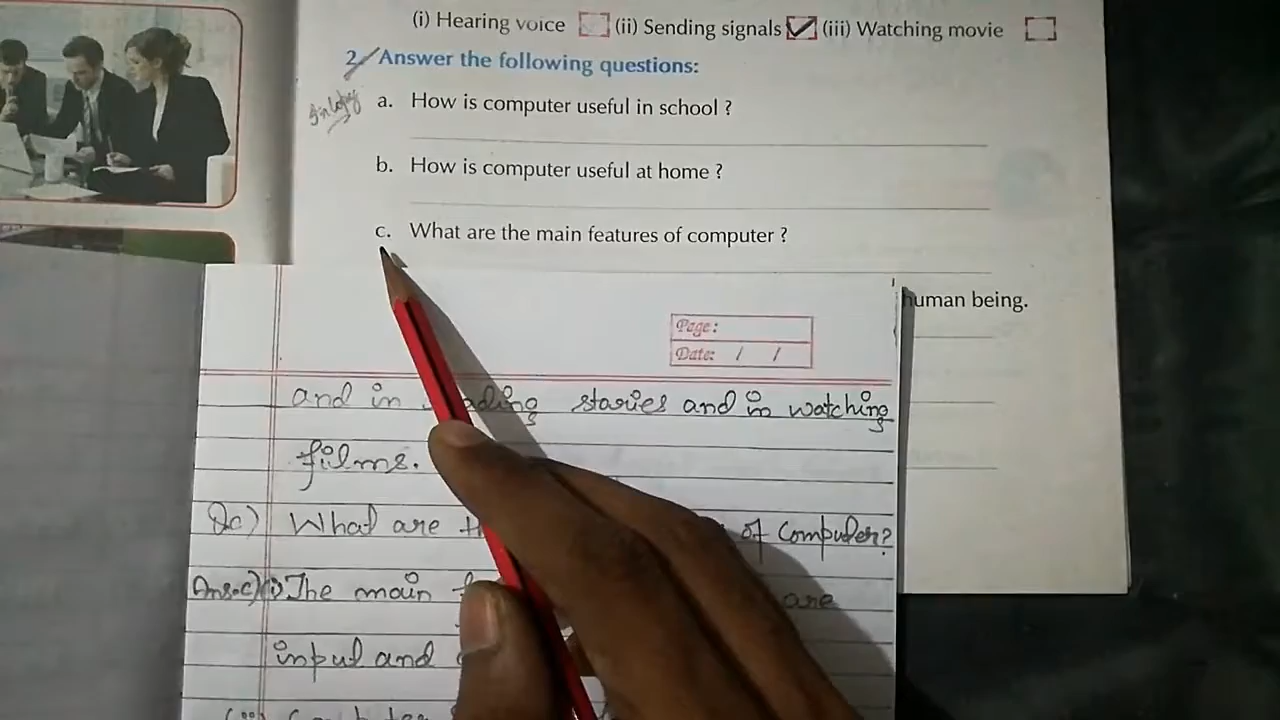 (i) Hearing voice (ii) Sending signals (iii) Watching movie
2. Answer the following questions:
a. How is computer useful in school ?
b. How is computer useful at home ?
c. What are the main features of computer ?
human being.
Page:
Date: / /
and in stories and in watching
films.
Qc) What are of Computer?
Ans.c) (i) The main are
input and